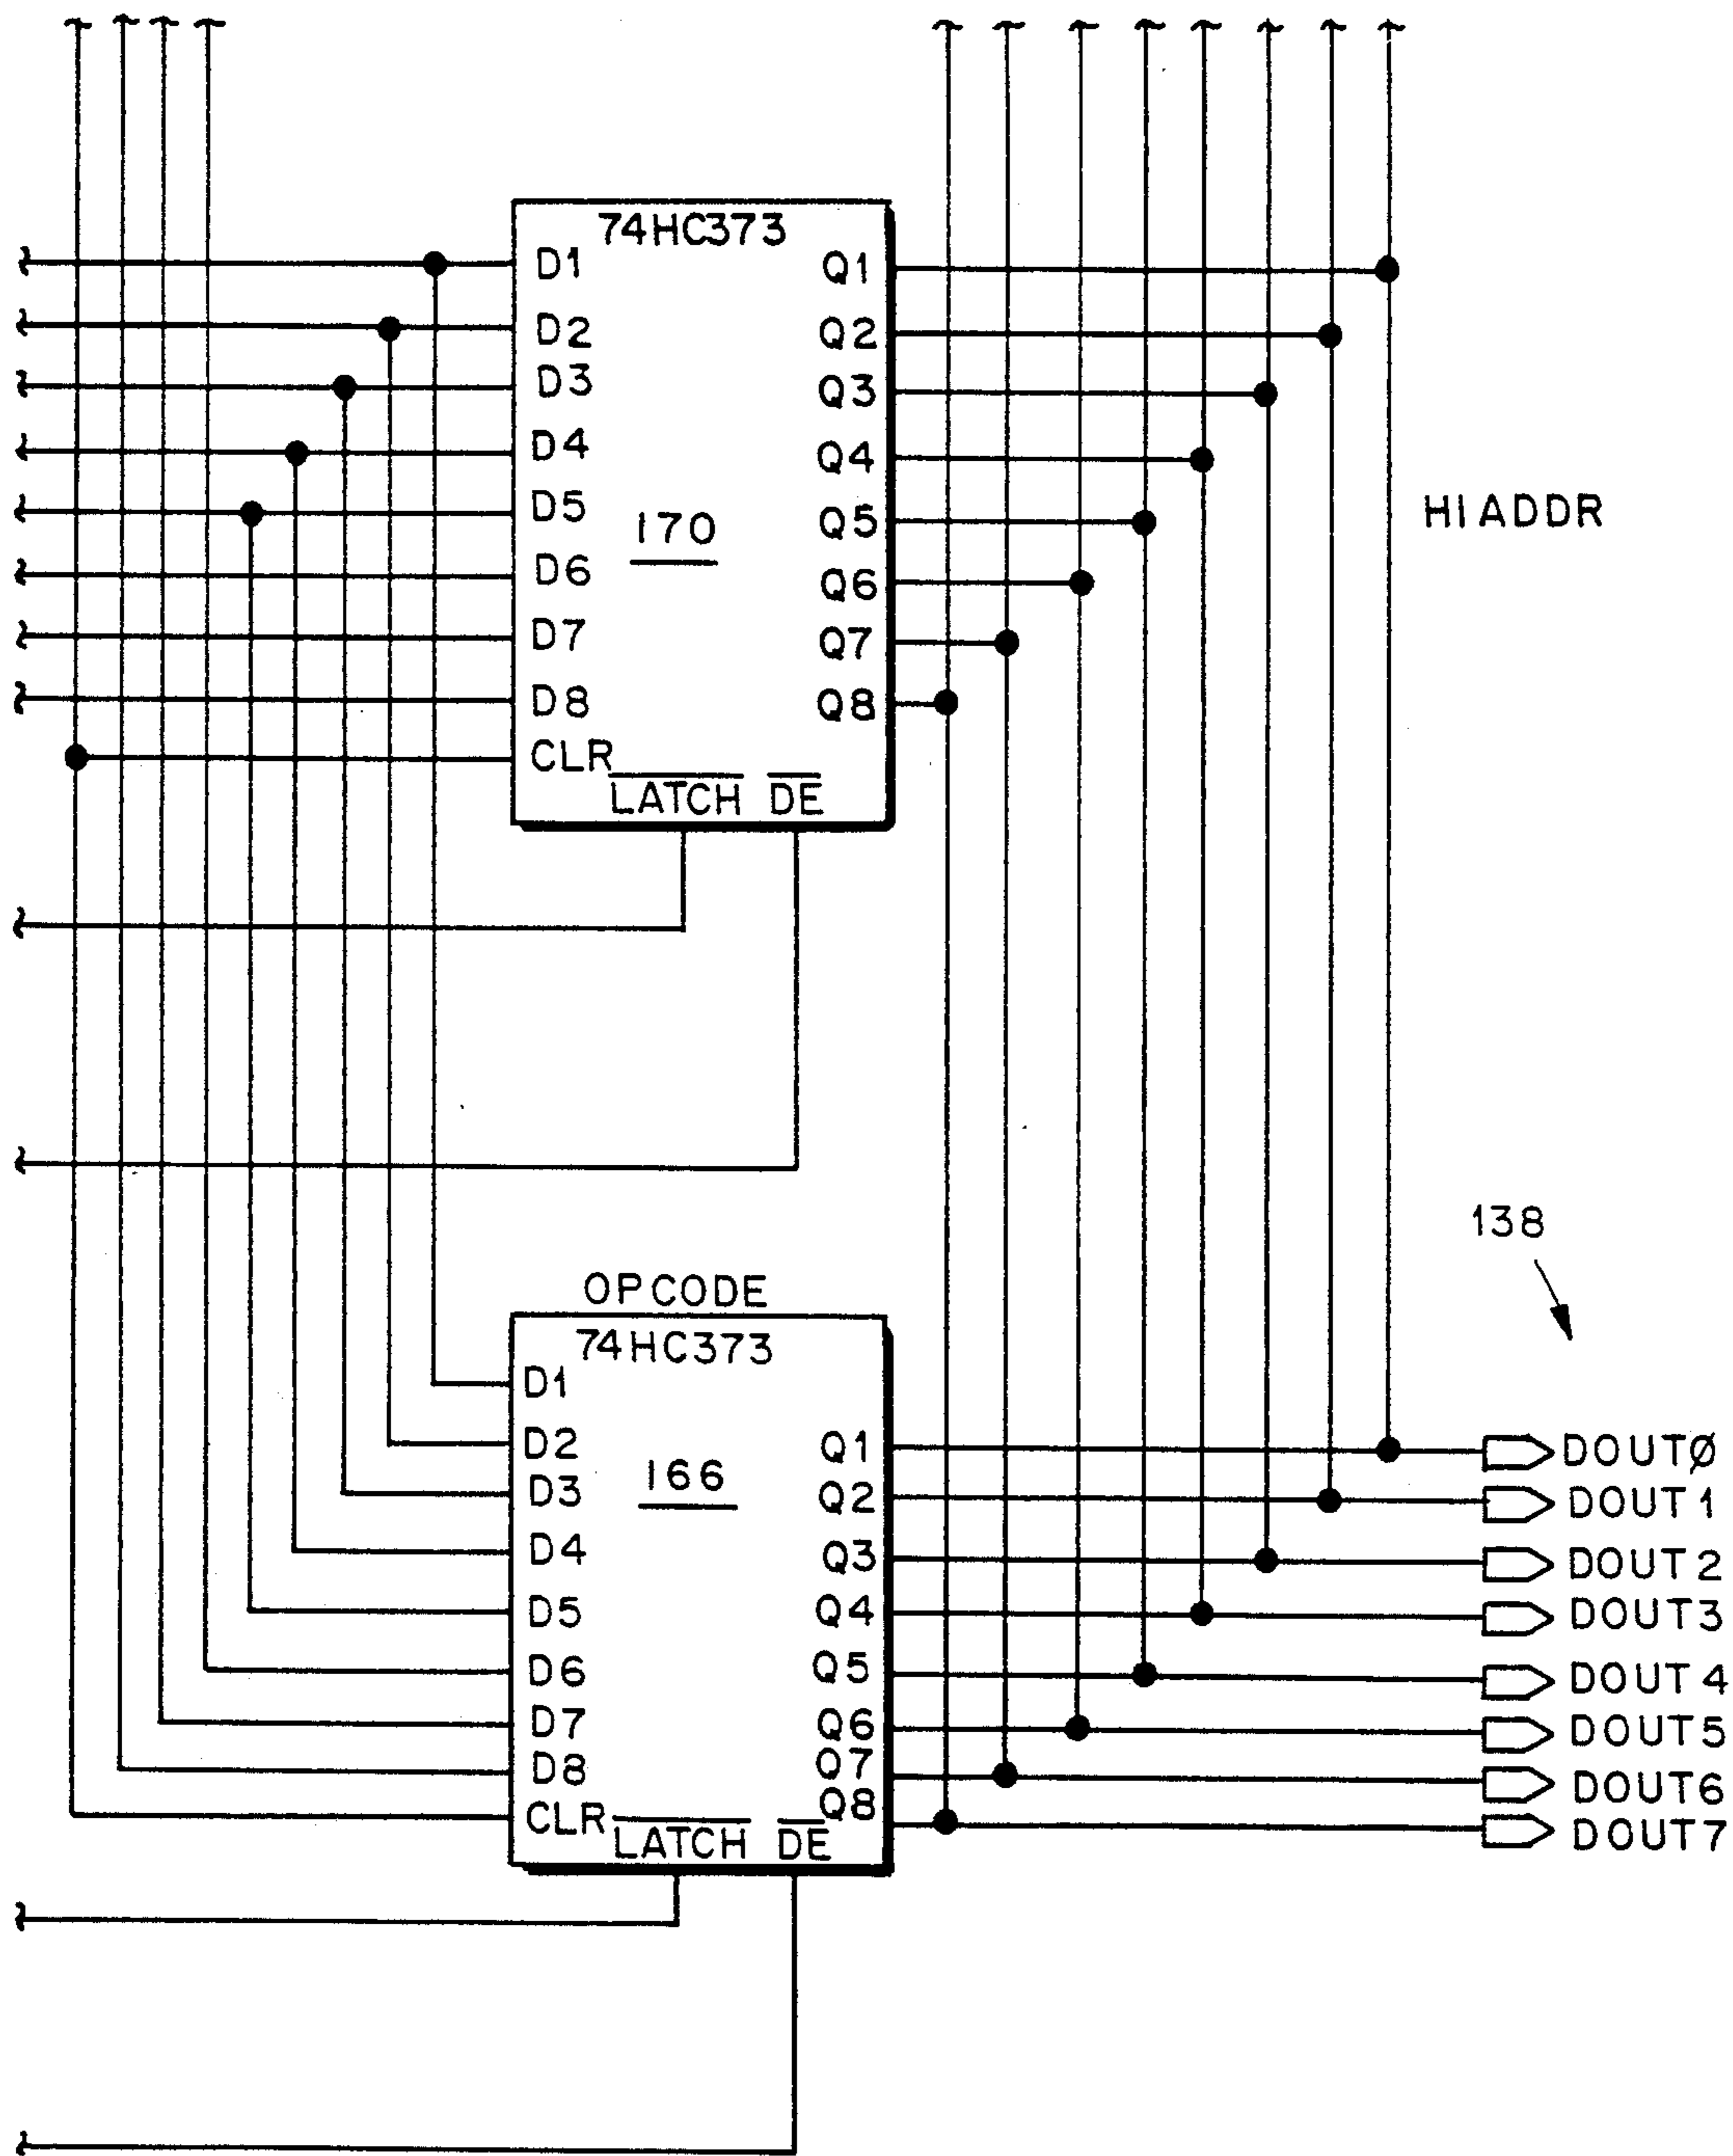 74HC373
D1 Q1
D2 Q2
D3 Q3
D4 Q4
D5 Q5
170
HI ADDR
D6 Q6
D7 Q7
D8 Q8
CLR
LATCH DE
138
OPCODE
74HC373
D1
D2 Q1 DOUTØ
166
D3 Q2 DOUT1
D4 Q3 DOUT2
D5 Q4 DOUT3
D6 Q5 DOUT4
D7 Q6 DOUT5
D8 Q7 DOUT6
CLR Q8 DOUT7
LATCH DE